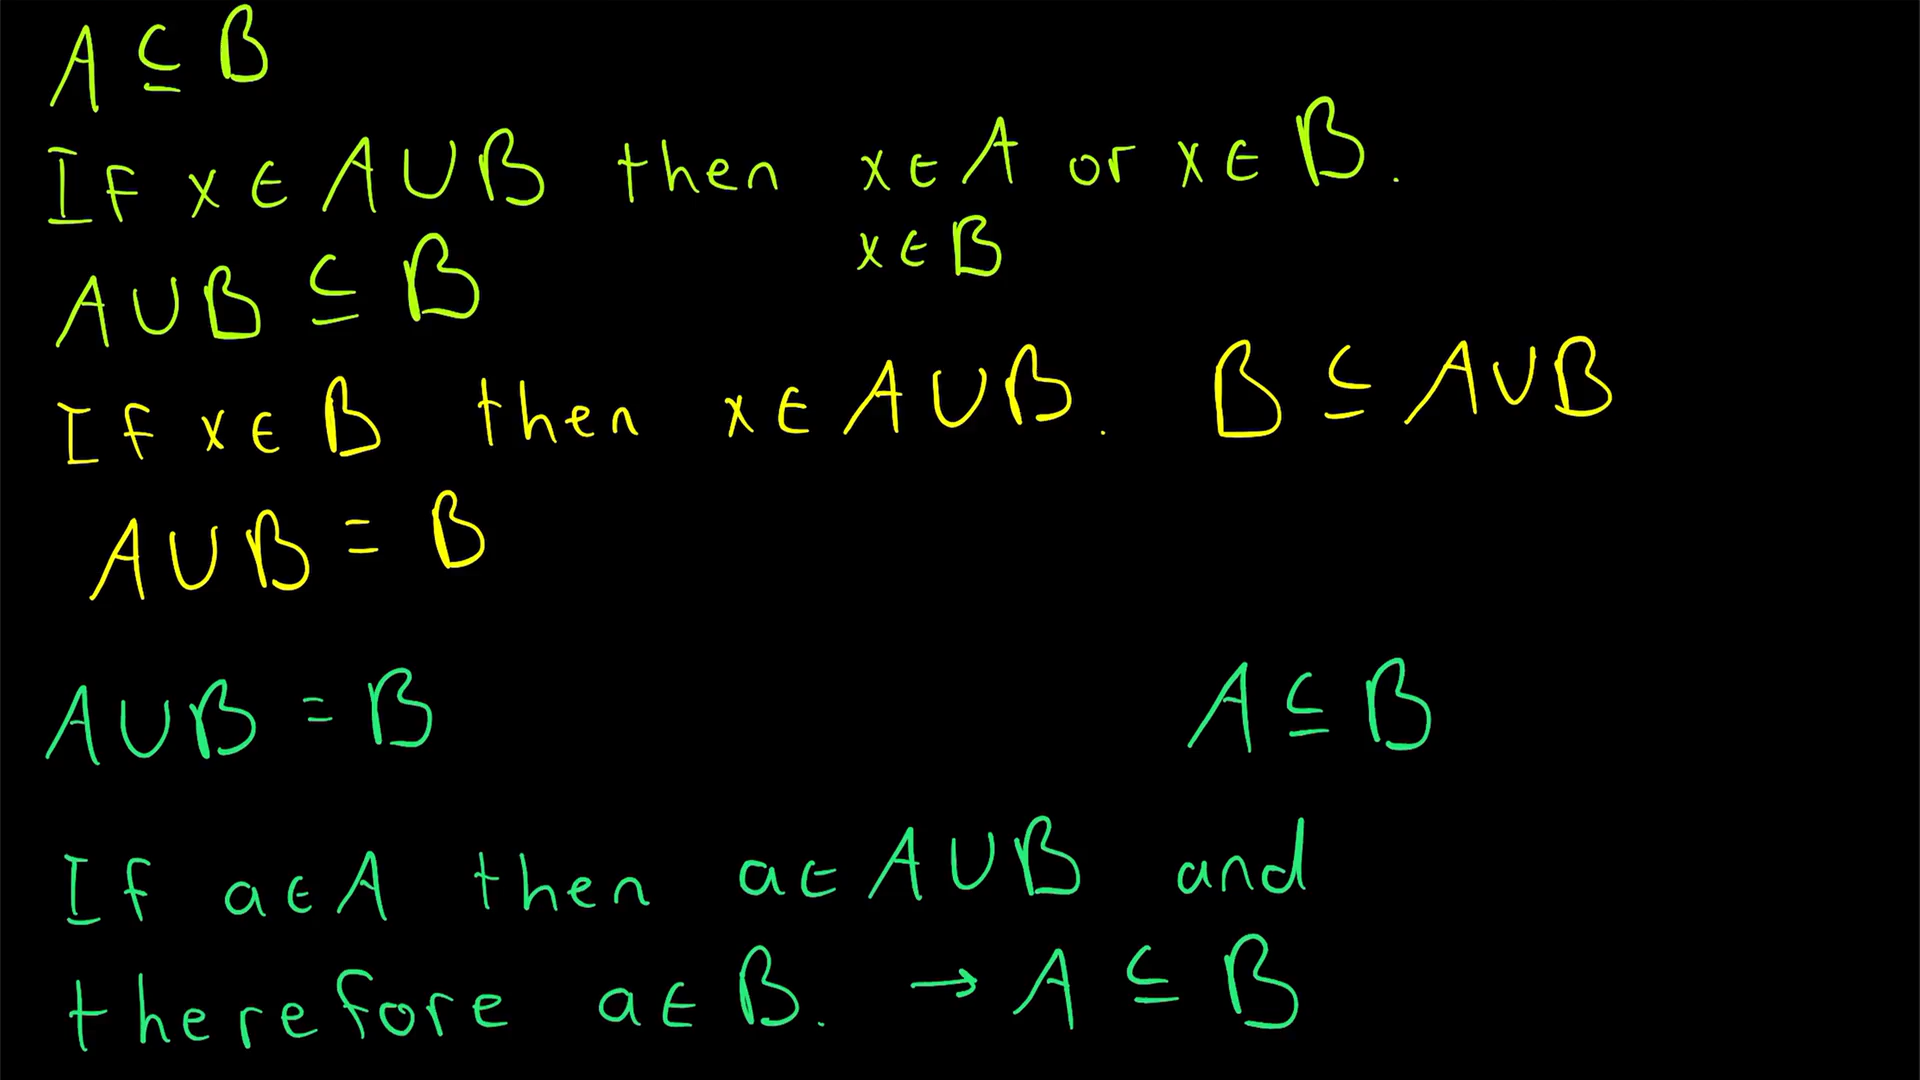 A ⊆ B
If x ∈ A ∪ B then x ∈ A or x ∈ B.
x ∈ B
A ∪ B ⊆ B
If x ∈ B then x ∈ A ∪ B. B ⊆ A ∪ B
A ∪ B = B
A ∪ B = B A ⊆ B
If a ∈ A then a ∈ A ∪ B and
therefore a ∈ B. → A ⊆ B